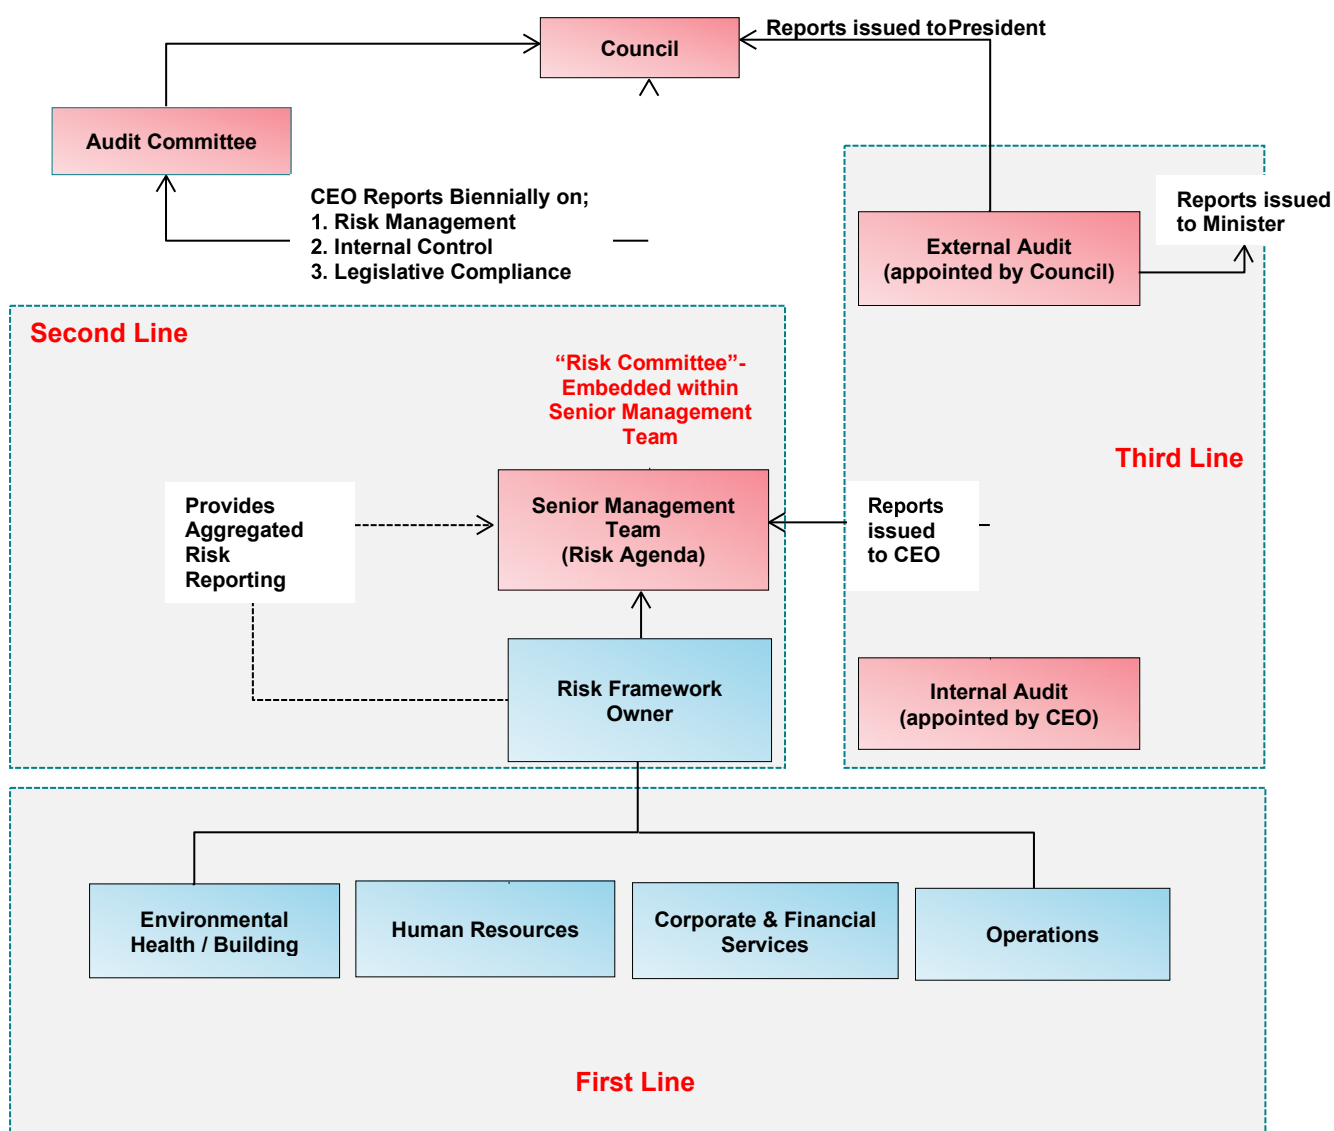 Council
Reports issued toPresident
Audit Committee
CEO Reports Biennially on;
1. Risk Management
2. Internal Control
3. Legislative Compliance
Reports issued
to Minister
External Audit
(appointed by Council)
Second Line
“Risk Committee”-
Embedded within
Senior Management
Team
Third Line
Provides
Aggregated
Risk
Reporting
Senior Management
Team
(Risk Agenda)
Reports
issued
to CEO
Risk Framework
Owner
Internal Audit
(appointed by CEO)
Environmental
Health / Building
Human Resources
Corporate & Financial
Services
Operations
First Line